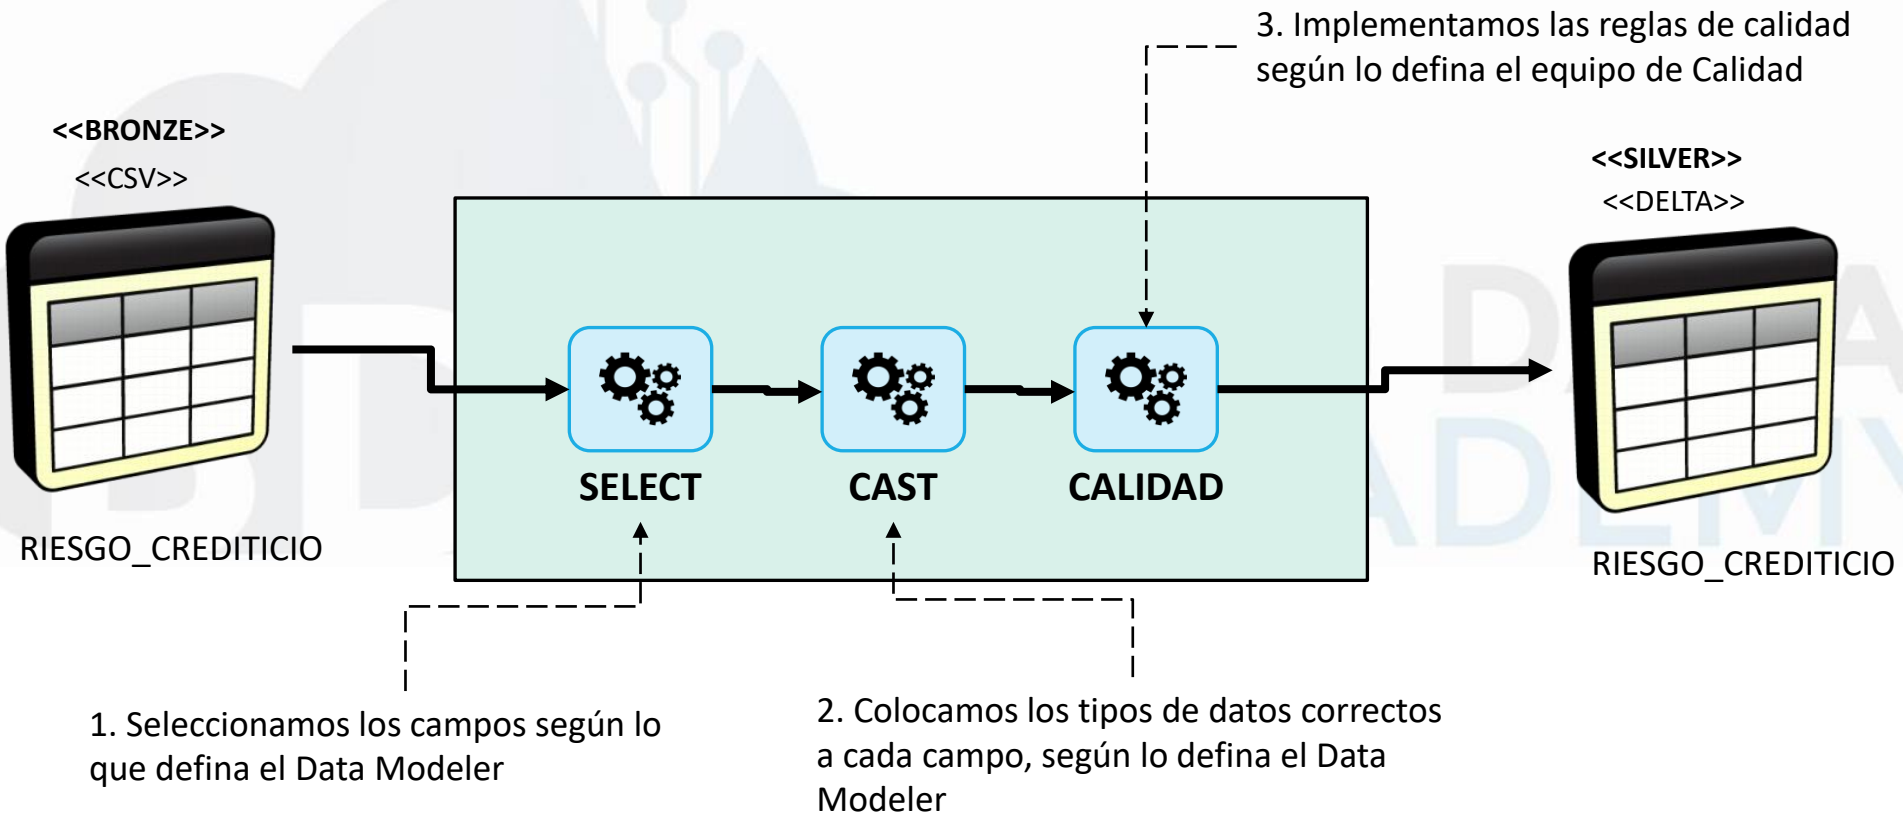 3. Implementamos las reglas de calidad
según lo defina el equipo de Calidad
<<BRONZE>>
<<CSV>>
<<SILVER>>
<<DELTA>>
SELECT
CAST
CALIDAD
RIESGO_CREDITICIO
RIESGO_CREDITICIO
1. Seleccionamos los campos según lo
que defina el Data Modeler
2. Colocamos los tipos de datos correctos
a cada campo, según lo defina el Data
Modeler